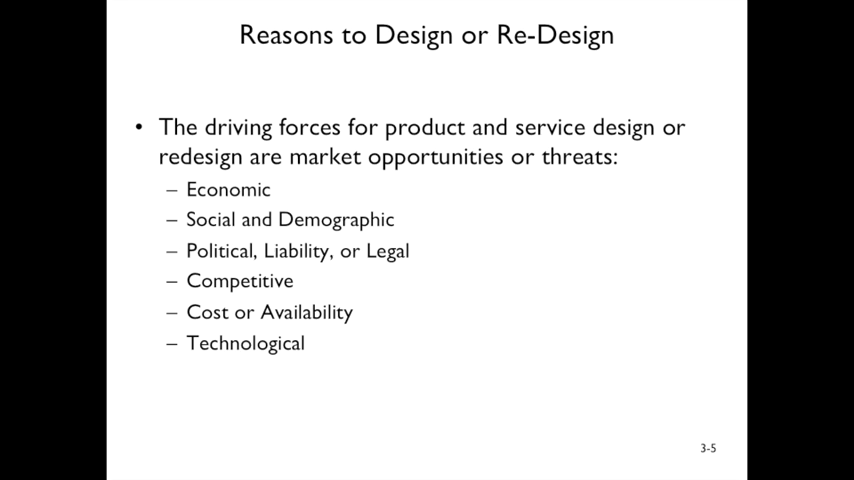 Reasons to Design or Re-Design
• The driving forces for product and service design or
redesign are market opportunities or threats:
– Economic
– Social and Demographic
– Political, Liability, or Legal
– Competitive
– Cost or Availability
– Technological
3-5